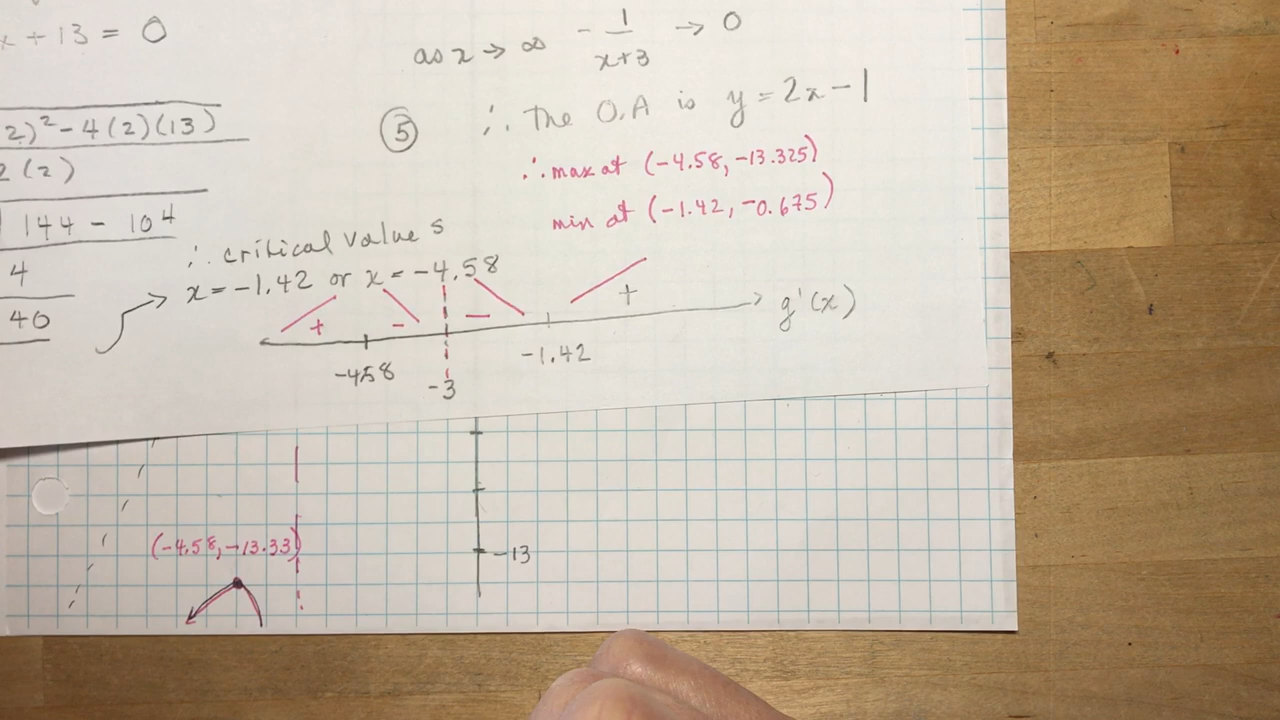 x + 13 = 0
2)² - 4(2)(13)
2(2)
144 - 104
4
40
as x → ∞ - 1/(x+3) → 0
⑤ ∴ The O.A is y = 2x - 1
∴ max at (-4.58, -13.325)
min at (-1.42, -0.675)
∴ critical values
x = -1.42 or x = -4.58
+ - - + g'(x)
-458 -3 -1.42
(-4.58, -13.33)
-13